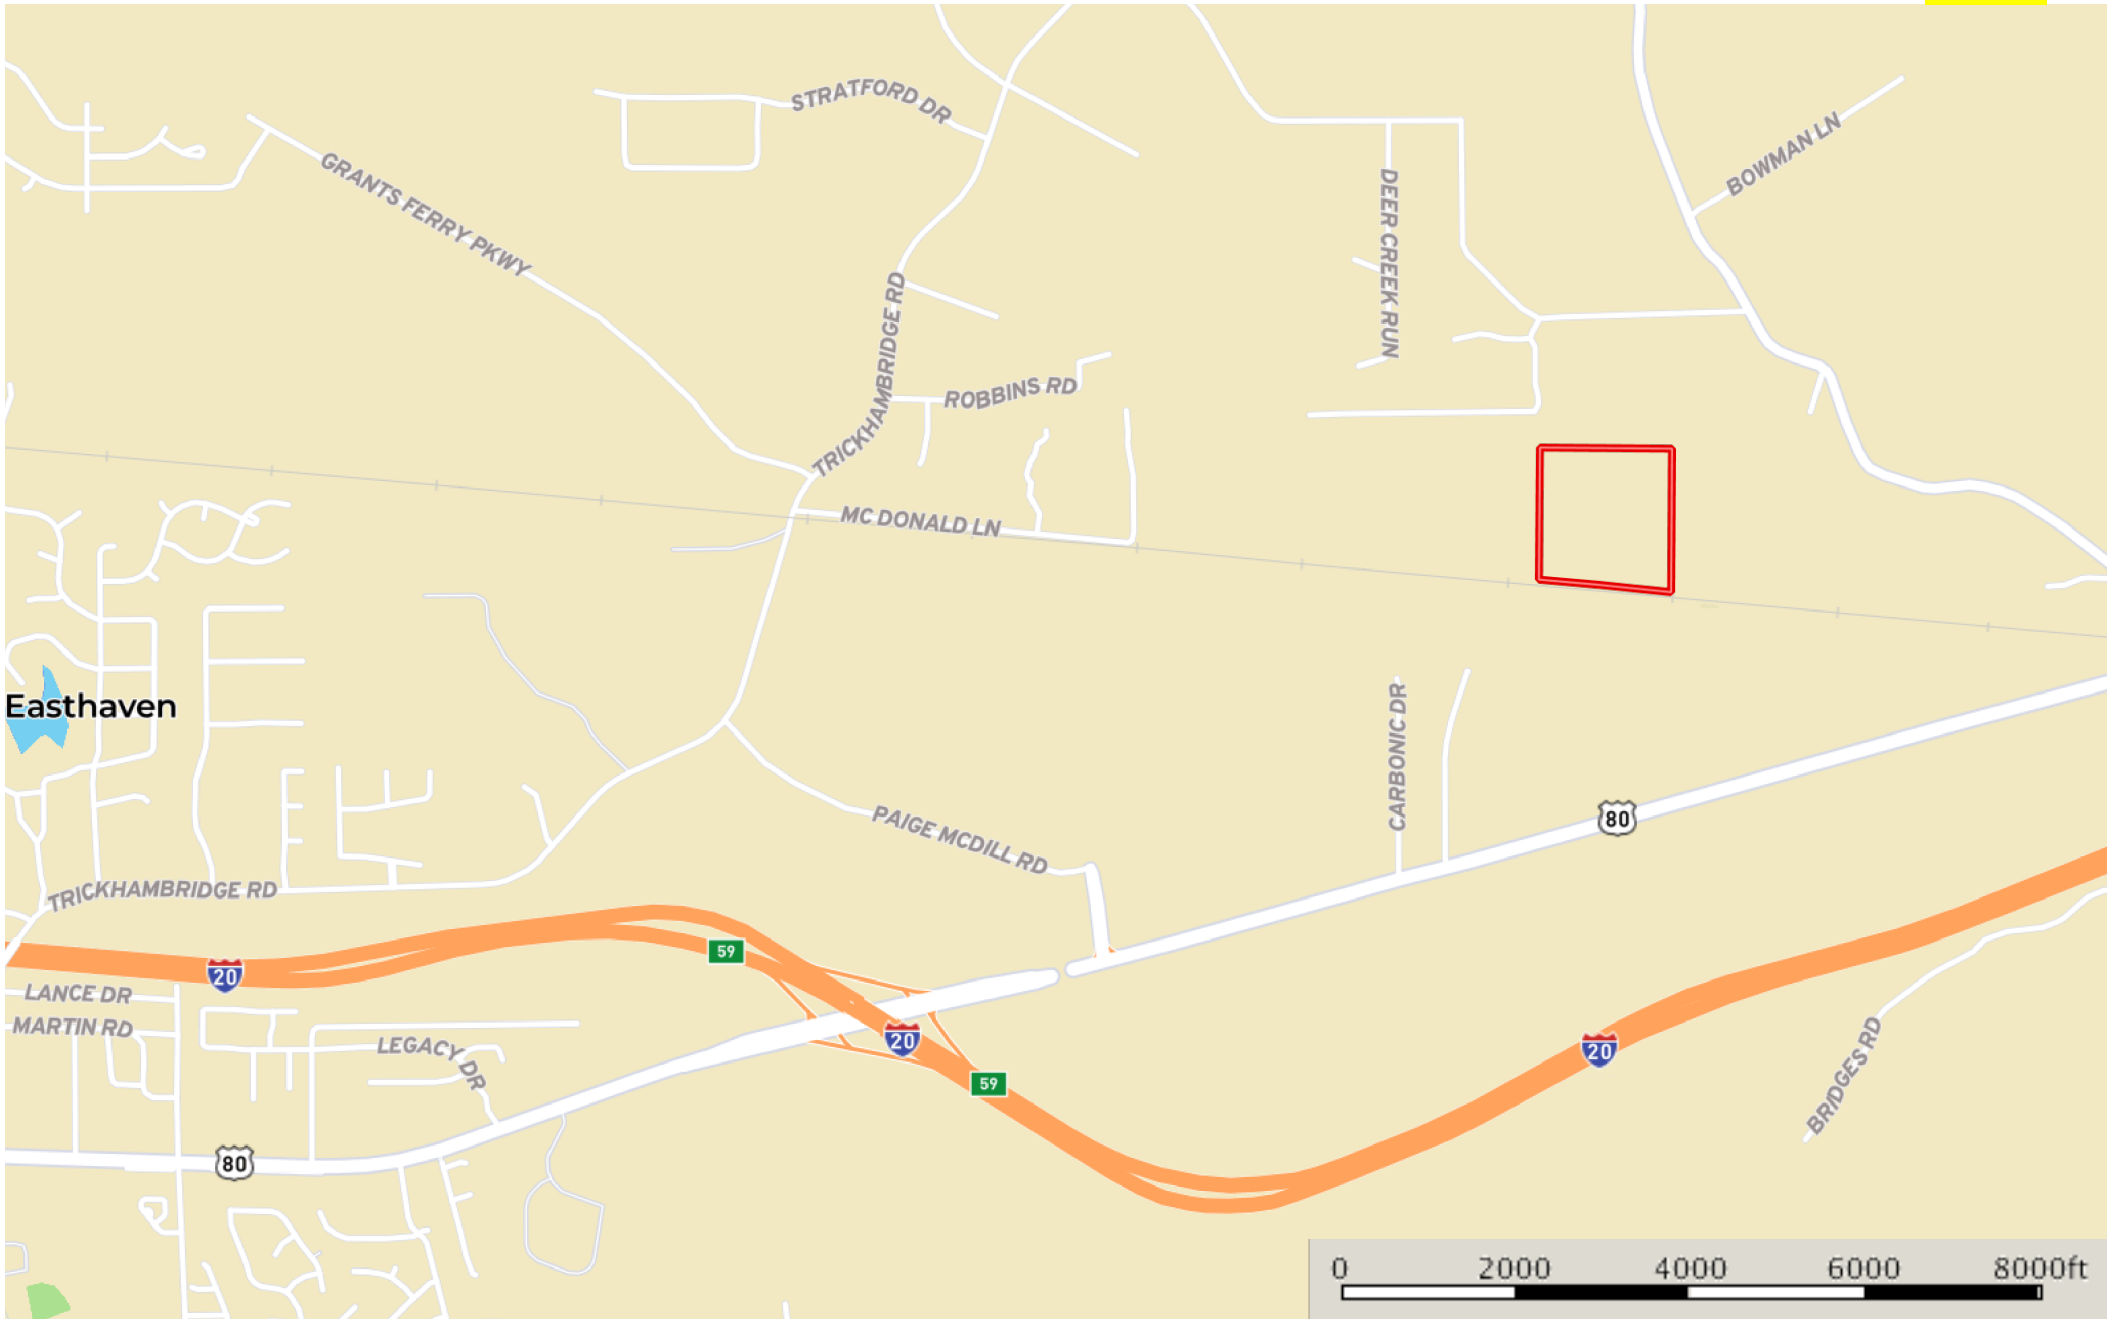 STRATFORD DR
BOWMAN LN
GRANTS FERRY PKWY
DEER CREEK RUN
TRICKHAMBRIDGE RD
ROBBINS RD
MC DONALD LN
Easthaven
CARBONIC DR
80
PAIGE MCDILL RD
TRICKHAMBRIDGE RD
59
20
LANCE DR
MARTIN RD
LEGACY DR
20
20
59
BRIDGES RD
80
0 2000 4000 6000 8000ft